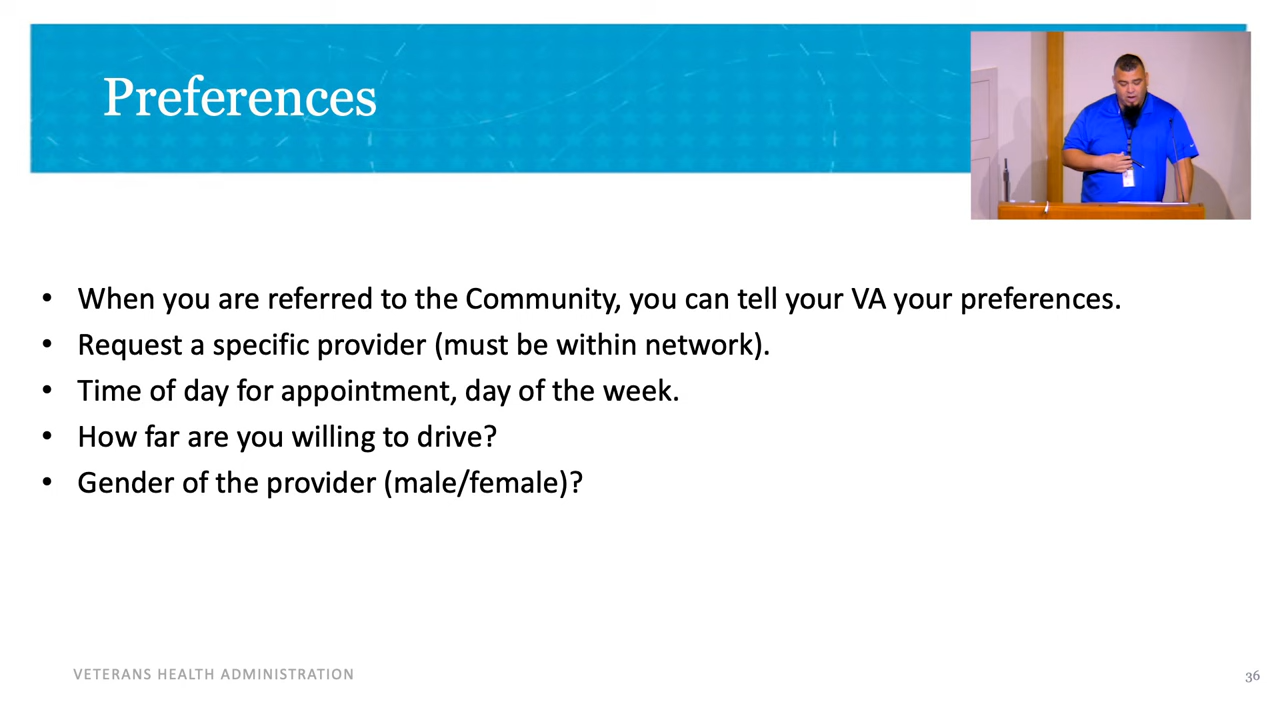 Preferences
• When you are referred to the Community, you can tell your VA your preferences.
• Request a specific provider (must be within network).
• Time of day for appointment, day of the week.
• How far are you willing to drive?
• Gender of the provider (male/female)?
VETERANS HEALTH ADMINISTRATION
36